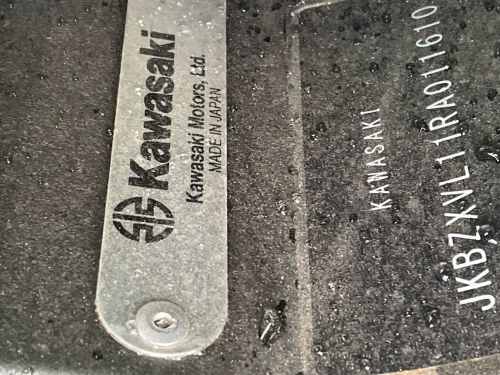 Kawasaki
Kawasaki Motors, Ltd.
MADE IN JAPAN
KAWASAKI
JKBZXVL11RA011610